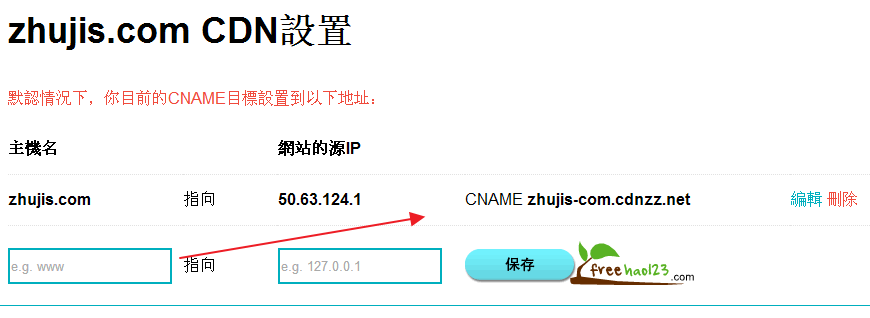 zhujis.com CDN設置
默認情況下，你目前的CNAME目標設置到以下地址：
主機名 網站的源IP
zhujis.com 指向 50.63.124.1 CNAME zhujis-com.cdnzz.net 編輯 刪除
e.g. www 指向 e.g. 127.0.0.1 保存 freehao123.com